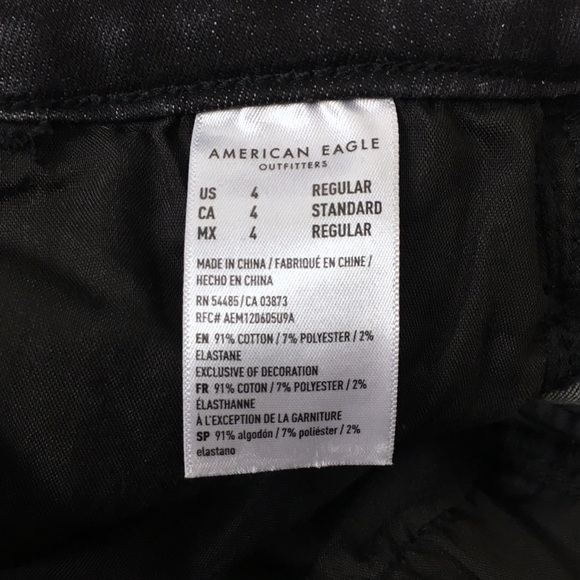 AMERICAN EAGLE
OUTFITTERS
US 4 REGULAR
CA 4 STANDARD
MX 4 REGULAR
MADE IN CHINA / FABRIQUÉ EN CHINE /
HECHO EN CHINA
RN 54485/CA 03873
RFC# AEM120605U9A
EN 91% COTTON / 7% POLYESTER / 2%
ELASTANE
EXCLUSIVE OF DECORATION
FR 91% COTON / 7% POLYESTER / 2%
ÉLASTHANNE
À L'EXCEPTION DE LA GARNITURE
SP 91% algodón / 7% poliéster / 2%
elastano